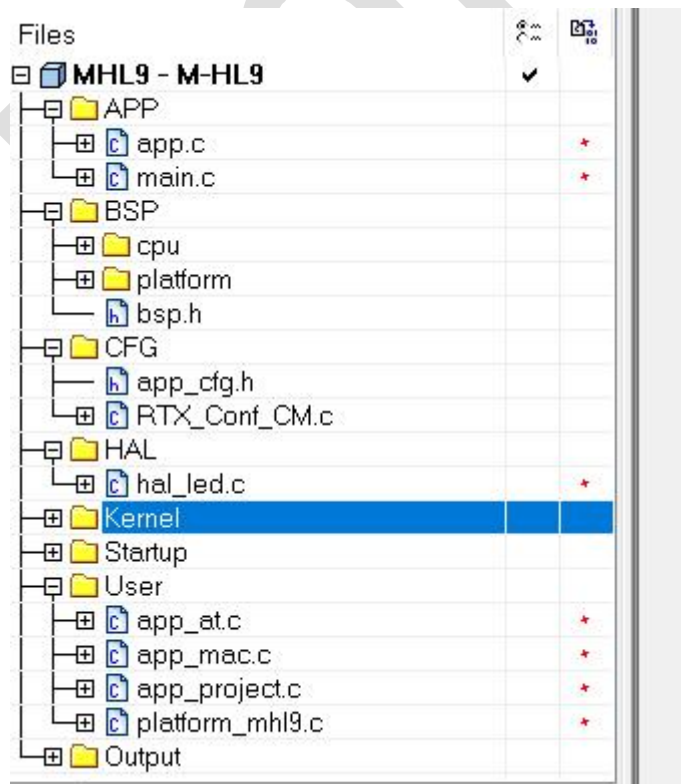 Files
MHL9 - M-HL9
APP
app.c
main.c
BSP
cpu
platform
bsp.h
CFG
app_cfg.h
RTX_Conf_CM.c
HAL
hal_led.c
Kernel
Startup
User
app_at.c
app_mac.c
app_project.c
platform_mhl9.c
Output